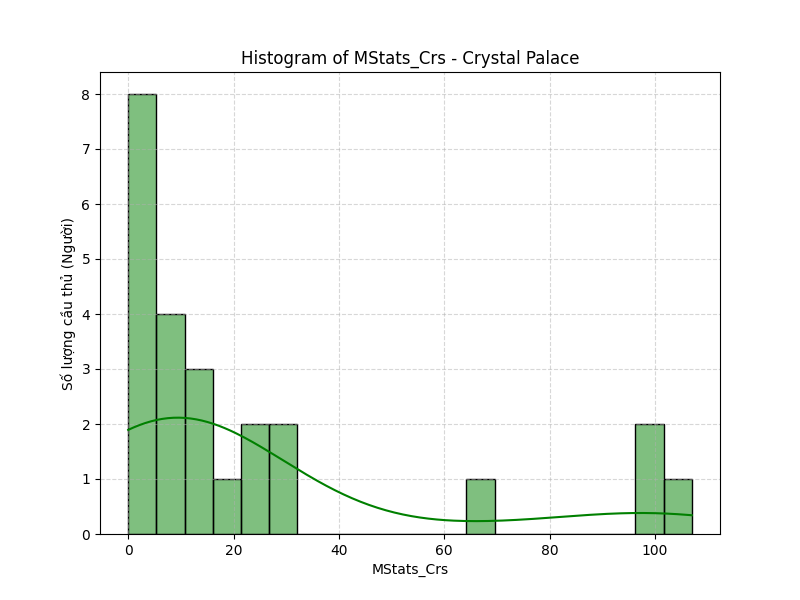 Histogram of MStats_Crs - Crystal Palace
Số lượng cầu thủ (Người)
8
7
6
5
4
3
2
1
0
0 20 40 60 80 100
MStats_Crs